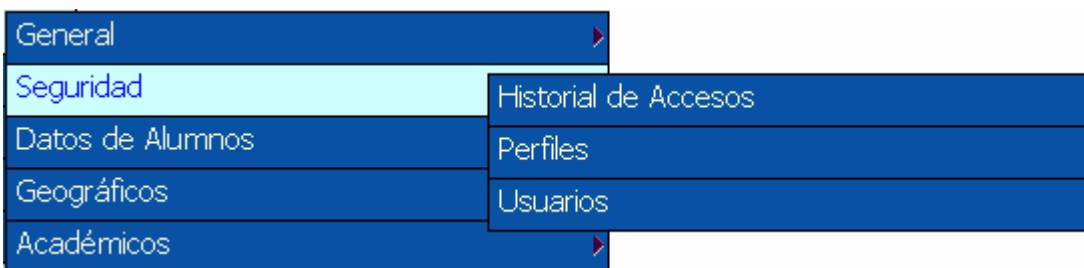 General
Seguridad
Datos de Alumnos
Geográficos
Académicos
Historial de Accesos
Perfiles
Usuarios